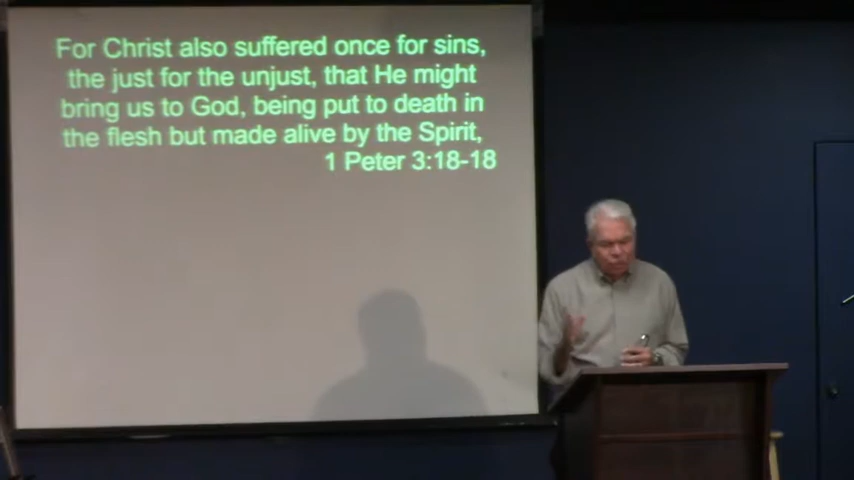 For Christ also suffered once for sins,
the just for the unjust, that He might
bring us to God, being put to death in
the flesh but made alive by the Spirit,
1 Peter 3:18-18